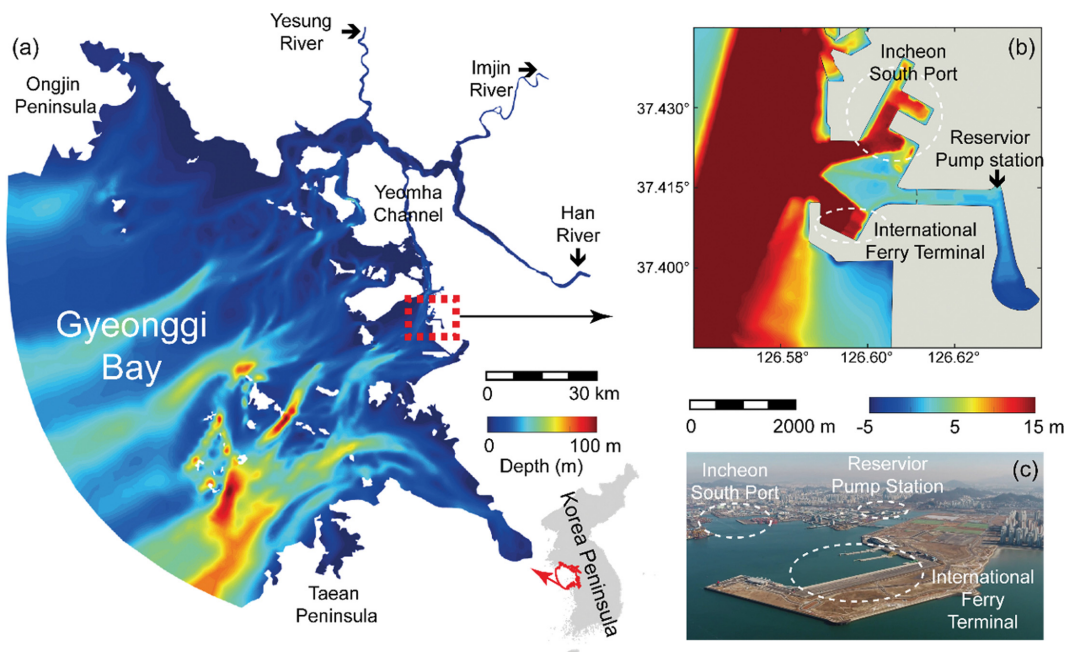 (a)
Yesung
River
Imjin
River
Ongjin
Peninsula
Yeomha
Channel
Han
River
Gyeonggi
Bay
0 30 km
0 100 m
Depth (m)
Taean
Peninsula
Korea Peninsula
(b)
Incheon
South Port
Reservior
Pump station
International
Ferry Terminal
37.430°
37.415°
37.400°
126.58° 126.60° 126.62°
0 2000 m
-5 5 15 m
(c)
Incheon
South Port
Reservior
Pump Station
International
Ferry
Terminal